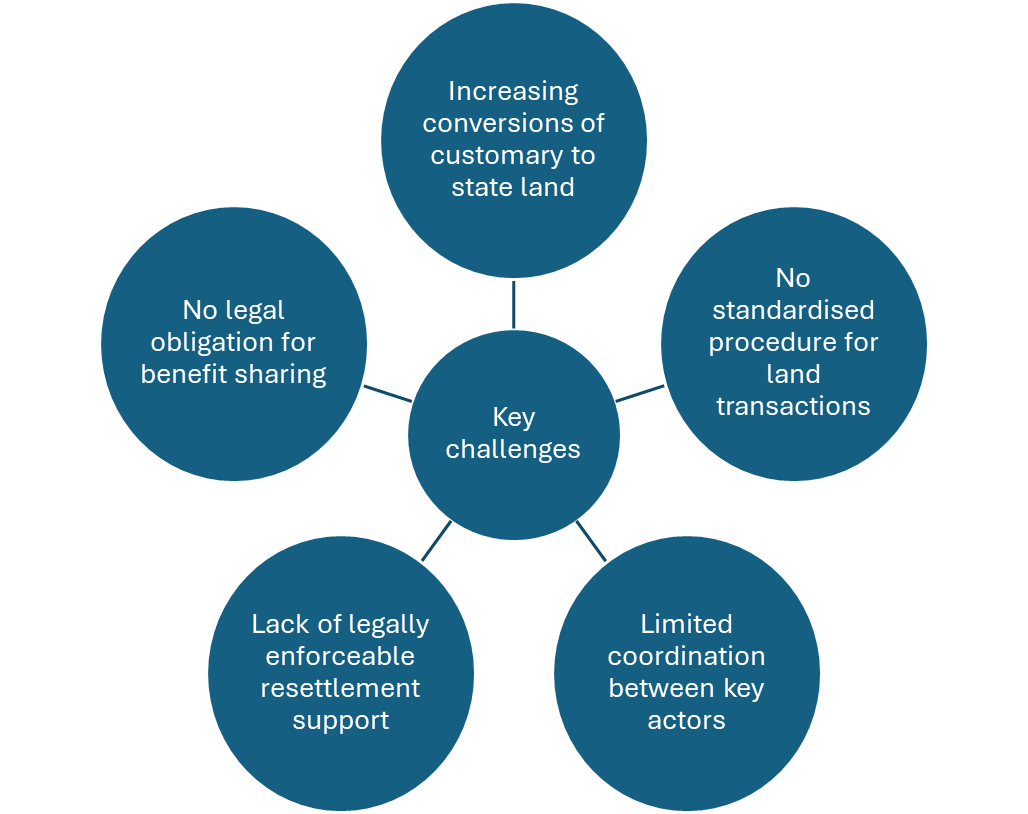 Increasing
conversions of
customary to
state land
No
standardised
procedure for
land
transactions
Limited
coordination
between key
actors
Lack of legally
enforceable
resettlement
support
No legal
obligation for
benefit sharing
Key
challenges